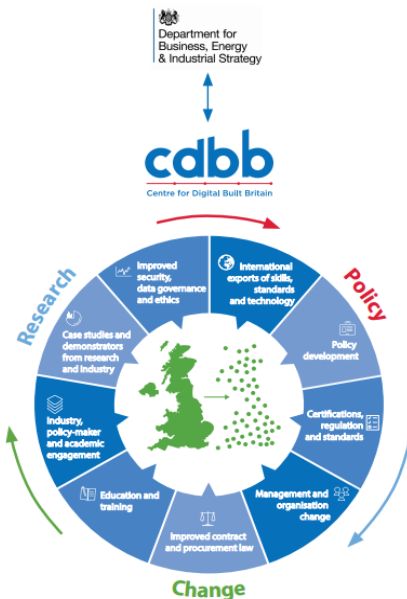 Department for
Business, Energy
& Industrial Strategy
cdbb
Centre for Digital Built Britain
Research
Policy
Improved
security,
data governance
and ethics
International
exports of skills,
standards
and technology
Case studies and
demonstrators
from research
and industry
Policy
development
Industry,
policy-maker
and academic
engagement
Certifications,
regulation
and standards
Education and
training
Management and
organisation
change
Improved contract
and procurement law
Change